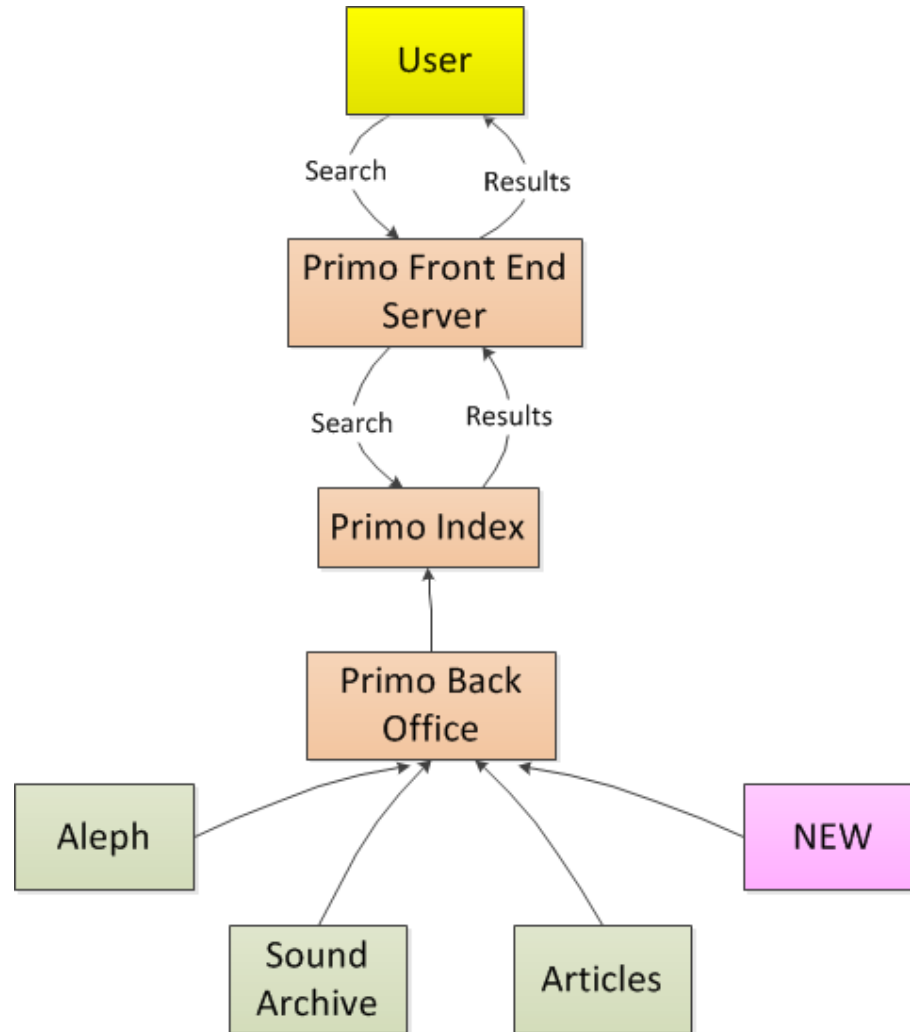 User
Search
Results
Primo Front End
Server
Search
Results
Primo Index
Primo Back
Office
Aleph
NEW
Sound
Archive
Articles